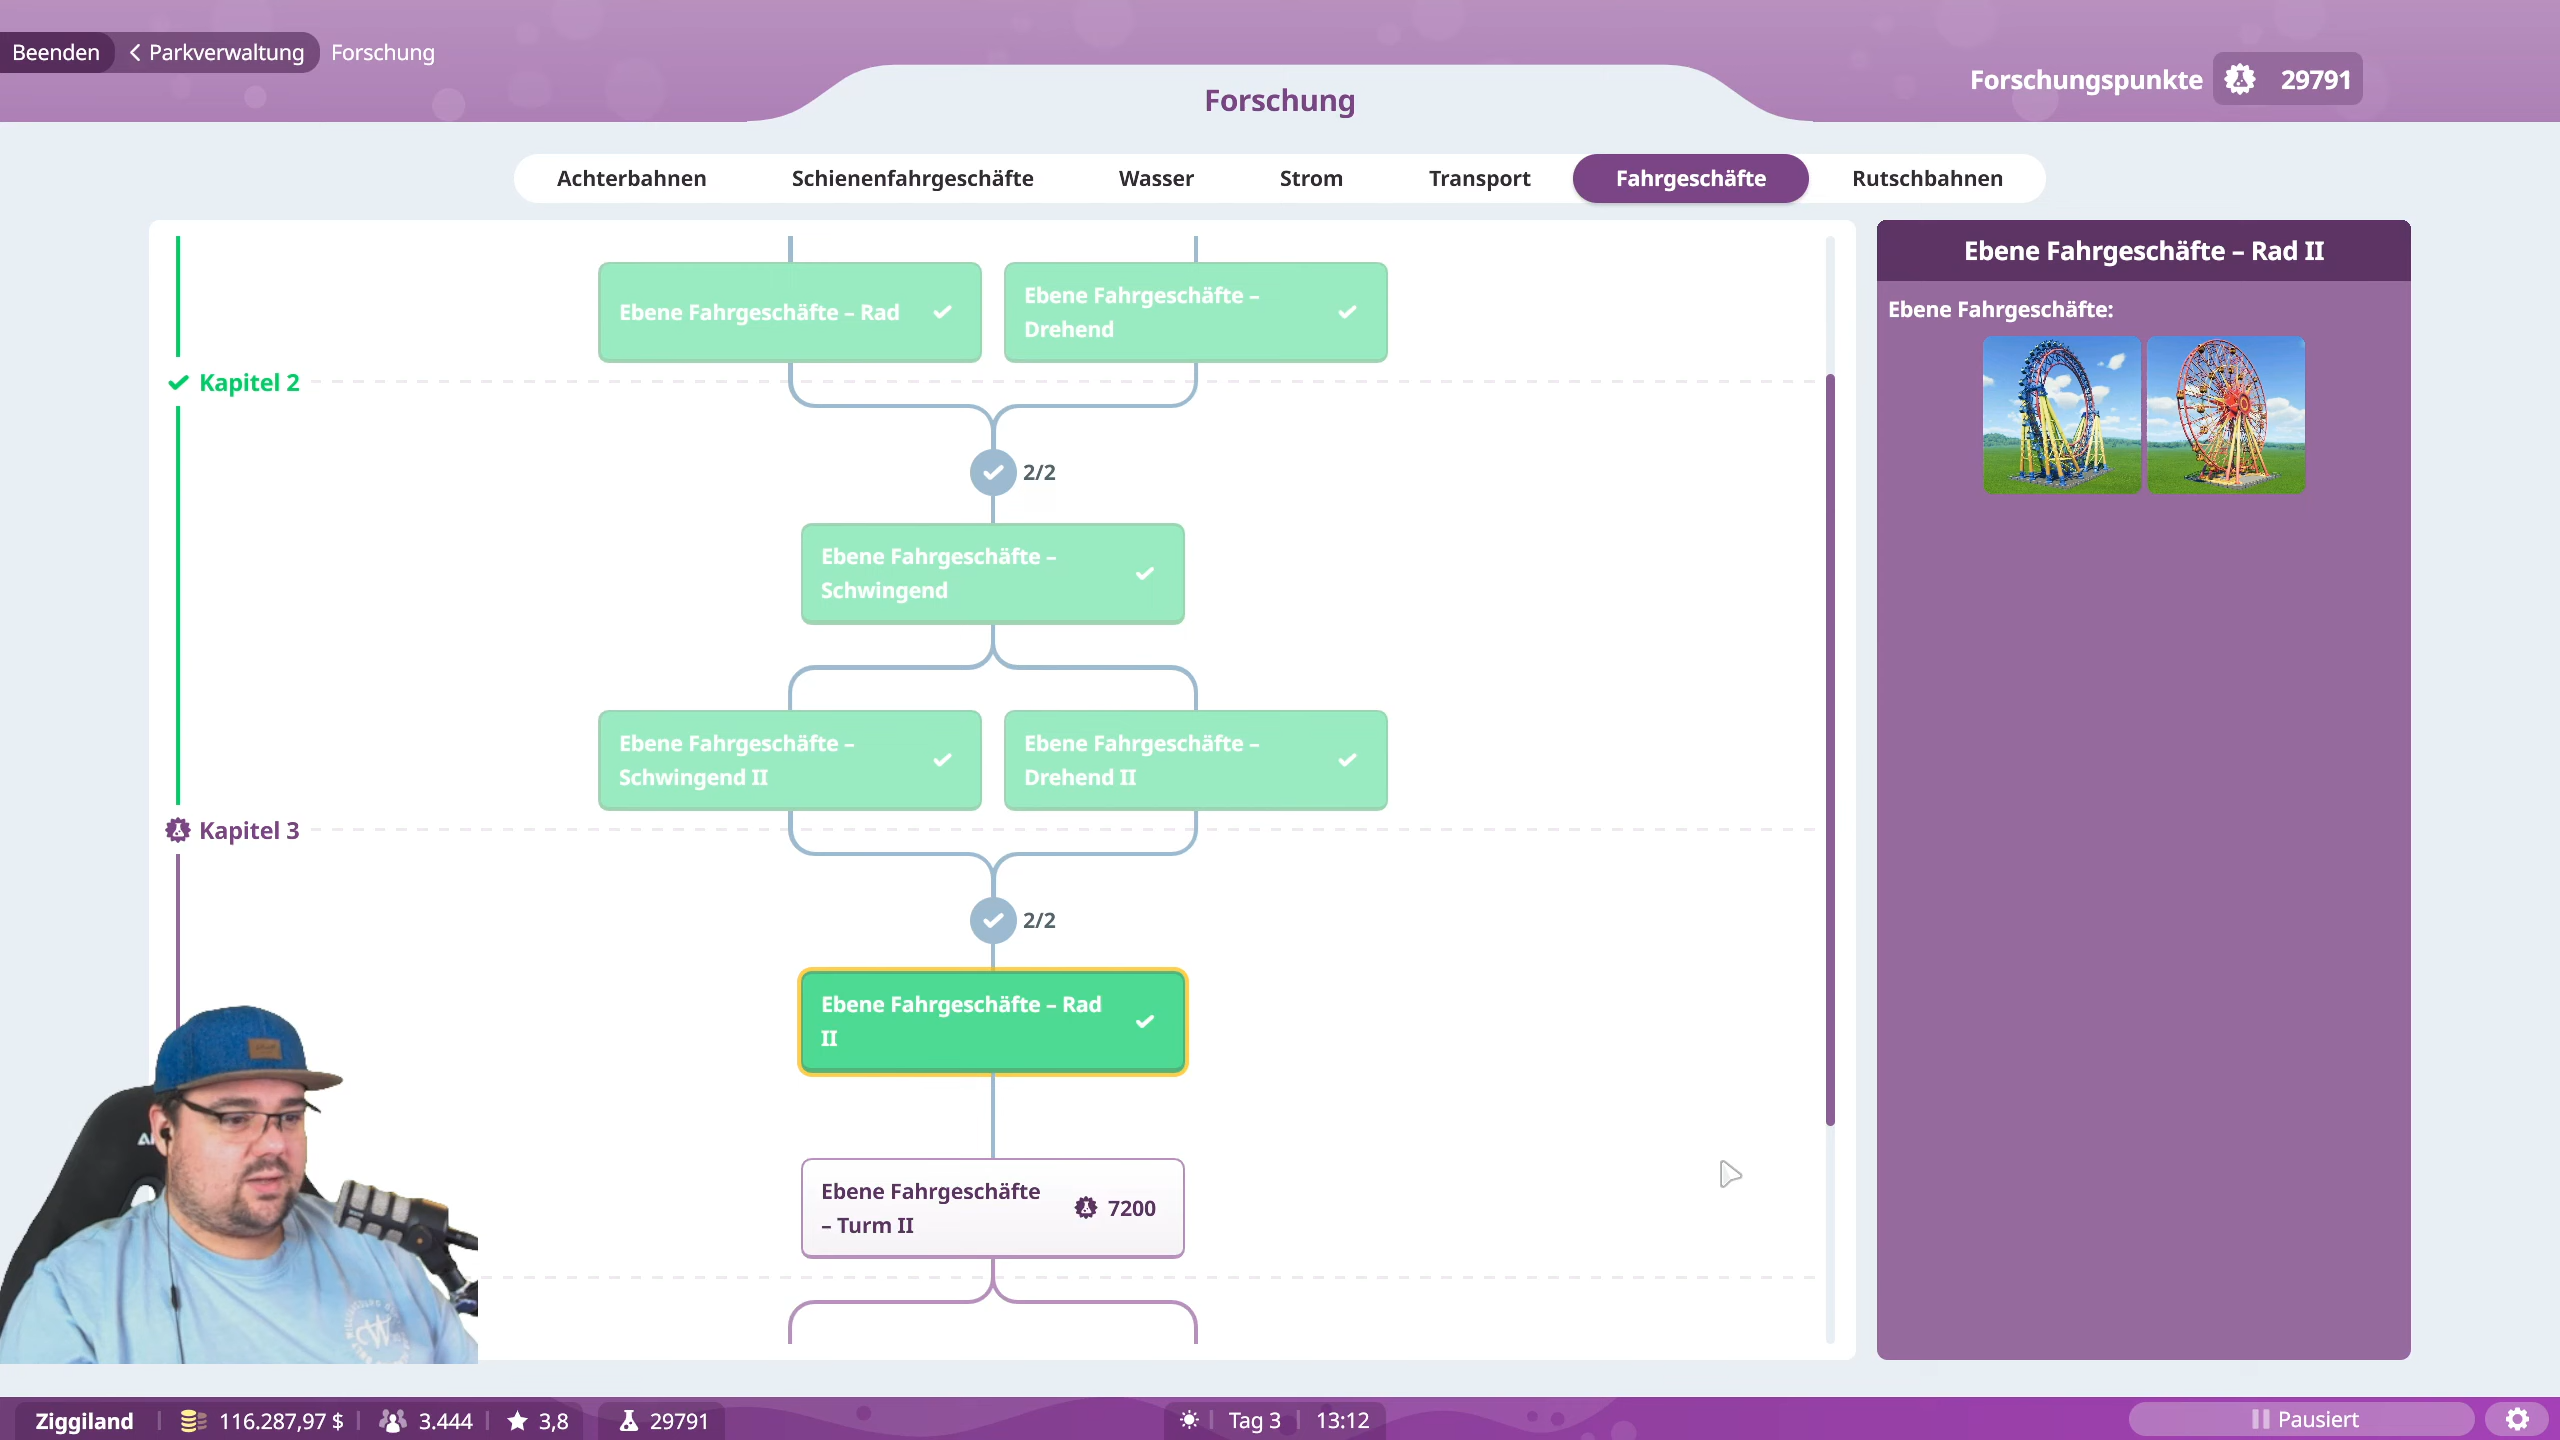 Beenden
Parkverwaltung
Forschung
Forschung
Forschungspunkte
29791
Achterbahnen
Schienenfahrgeschäfte
Wasser
Strom
Transport
Fahrgeschäfte
Rutschbahnen
Ebene Fahrgeschäfte – Rad
Ebene Fahrgeschäfte –
Drehend
Kapitel 2
2/2
Ebene Fahrgeschäfte –
Schwingend
Ebene Fahrgeschäfte –
Schwingend II
Ebene Fahrgeschäfte –
Drehend II
Kapitel 3
2/2
Ebene Fahrgeschäfte – Rad
II
Ebene Fahrgeschäfte
– Turm II
7200
Ebene Fahrgeschäfte – Rad II
Ebene Fahrgeschäfte:
Ziggiland
116.287,97 $
3.444
3,8
29791
Tag 3
13:12
Pausiert